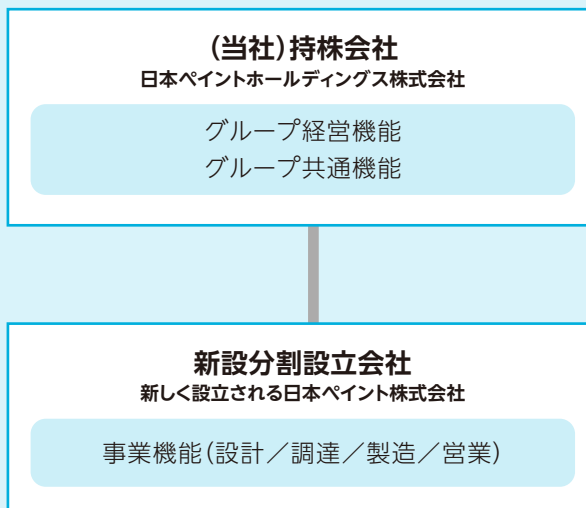 (当社)持株会社
日本ペイントホールディングス株式会社
グループ経営機能
グループ共通機能
新設分割設立会社
新しく設立される日本ペイント株式会社
事業機能(設計／調達／製造／営業)